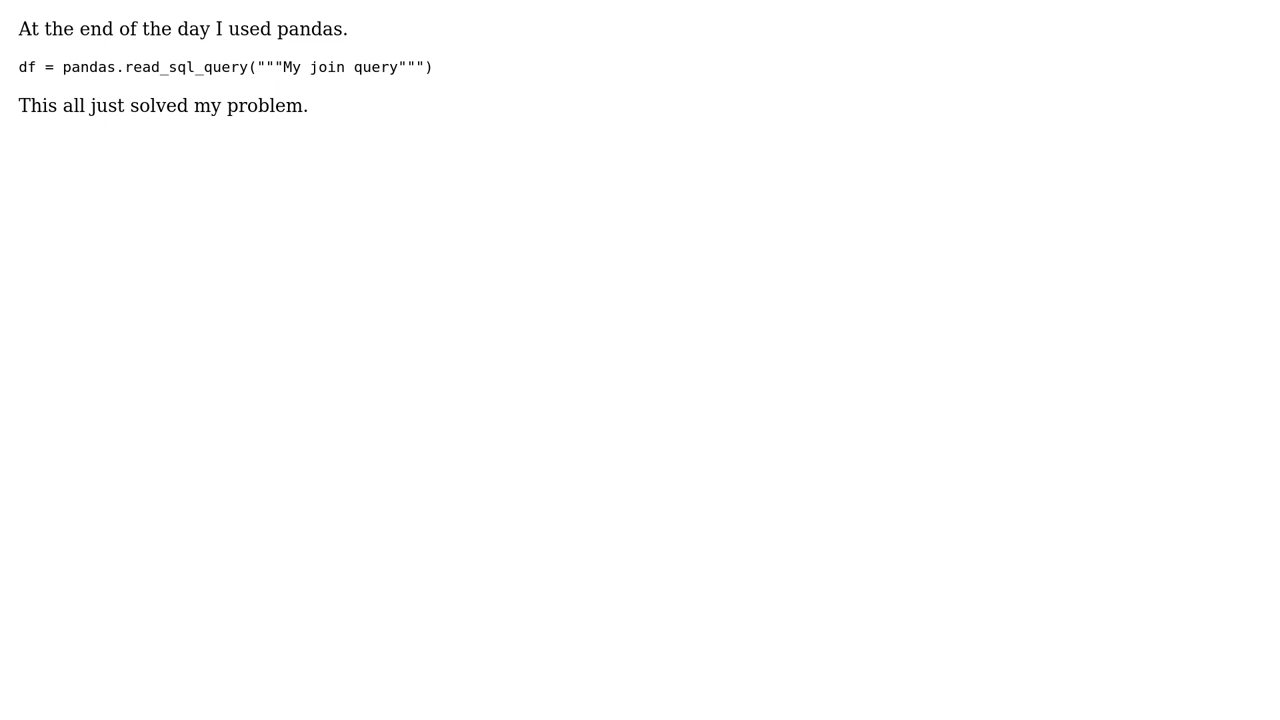 At the end of the day I used pandas.
df = pandas.read_sql_query("""My join query""")
This all just solved my problem.